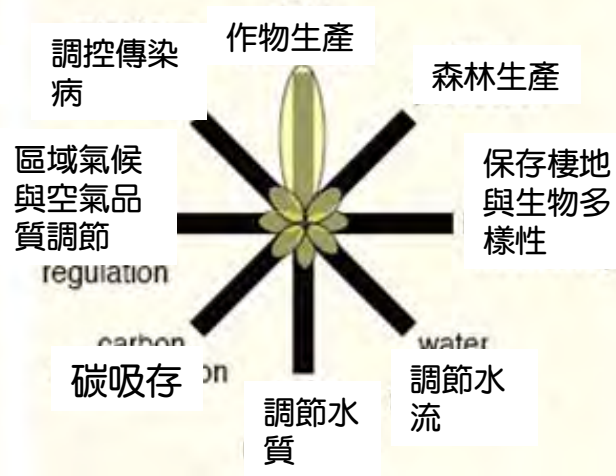 作物生產
調控傳染
病
森林生產
區域氣候
與空氣品
質調節
regulation
保存棲地
與生物多
樣性
carbon
碳吸存
water
調節水
流
調節水
質